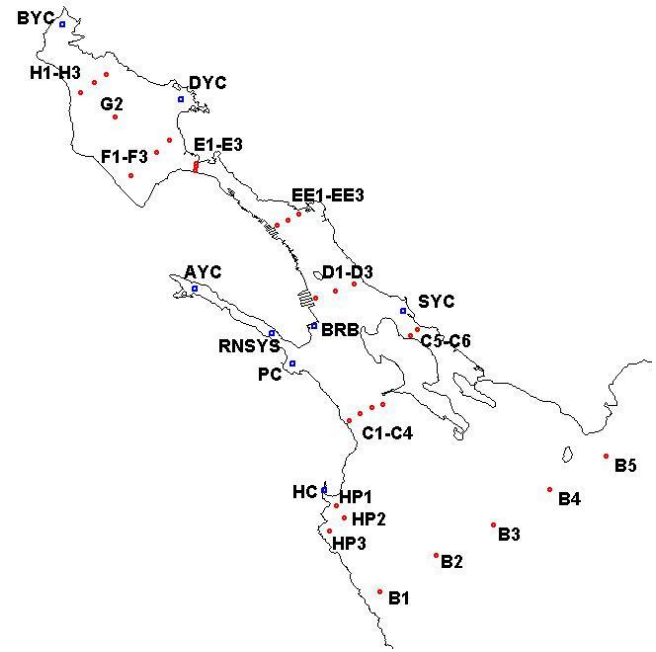 BYC
H1-H3
DYC
G2
E1-E3
F1-F3
EE1-EE3
AYC
D1-D3
SYC
BRB
RNSYS
C5-C6
PC
C1-C4
B5
HC
B4
HP1
HP2
B3
HP3
B2
B1